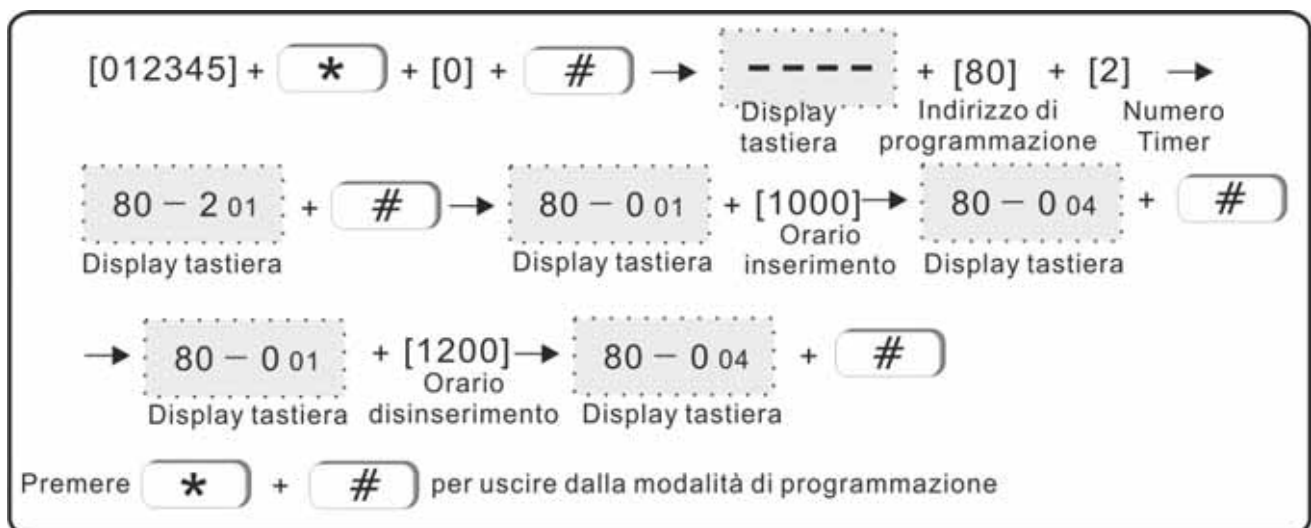 [012345] + * + [0] + # → ---- + [80] + [2] →
Display tastiera Indirizzo di programmazione Numero Timer
80 – 2 01 + # → 80 – 0 01 + [1000] → 80 – 0 04 + #
Display tastiera Display tastiera Orario inserimento Display tastiera
→ 80 – 0 01 + [1200] → 80 – 0 04 + #
Display tastiera Orario disinserimento Display tastiera
Premere * + # per uscire dalla modalità di programmazione